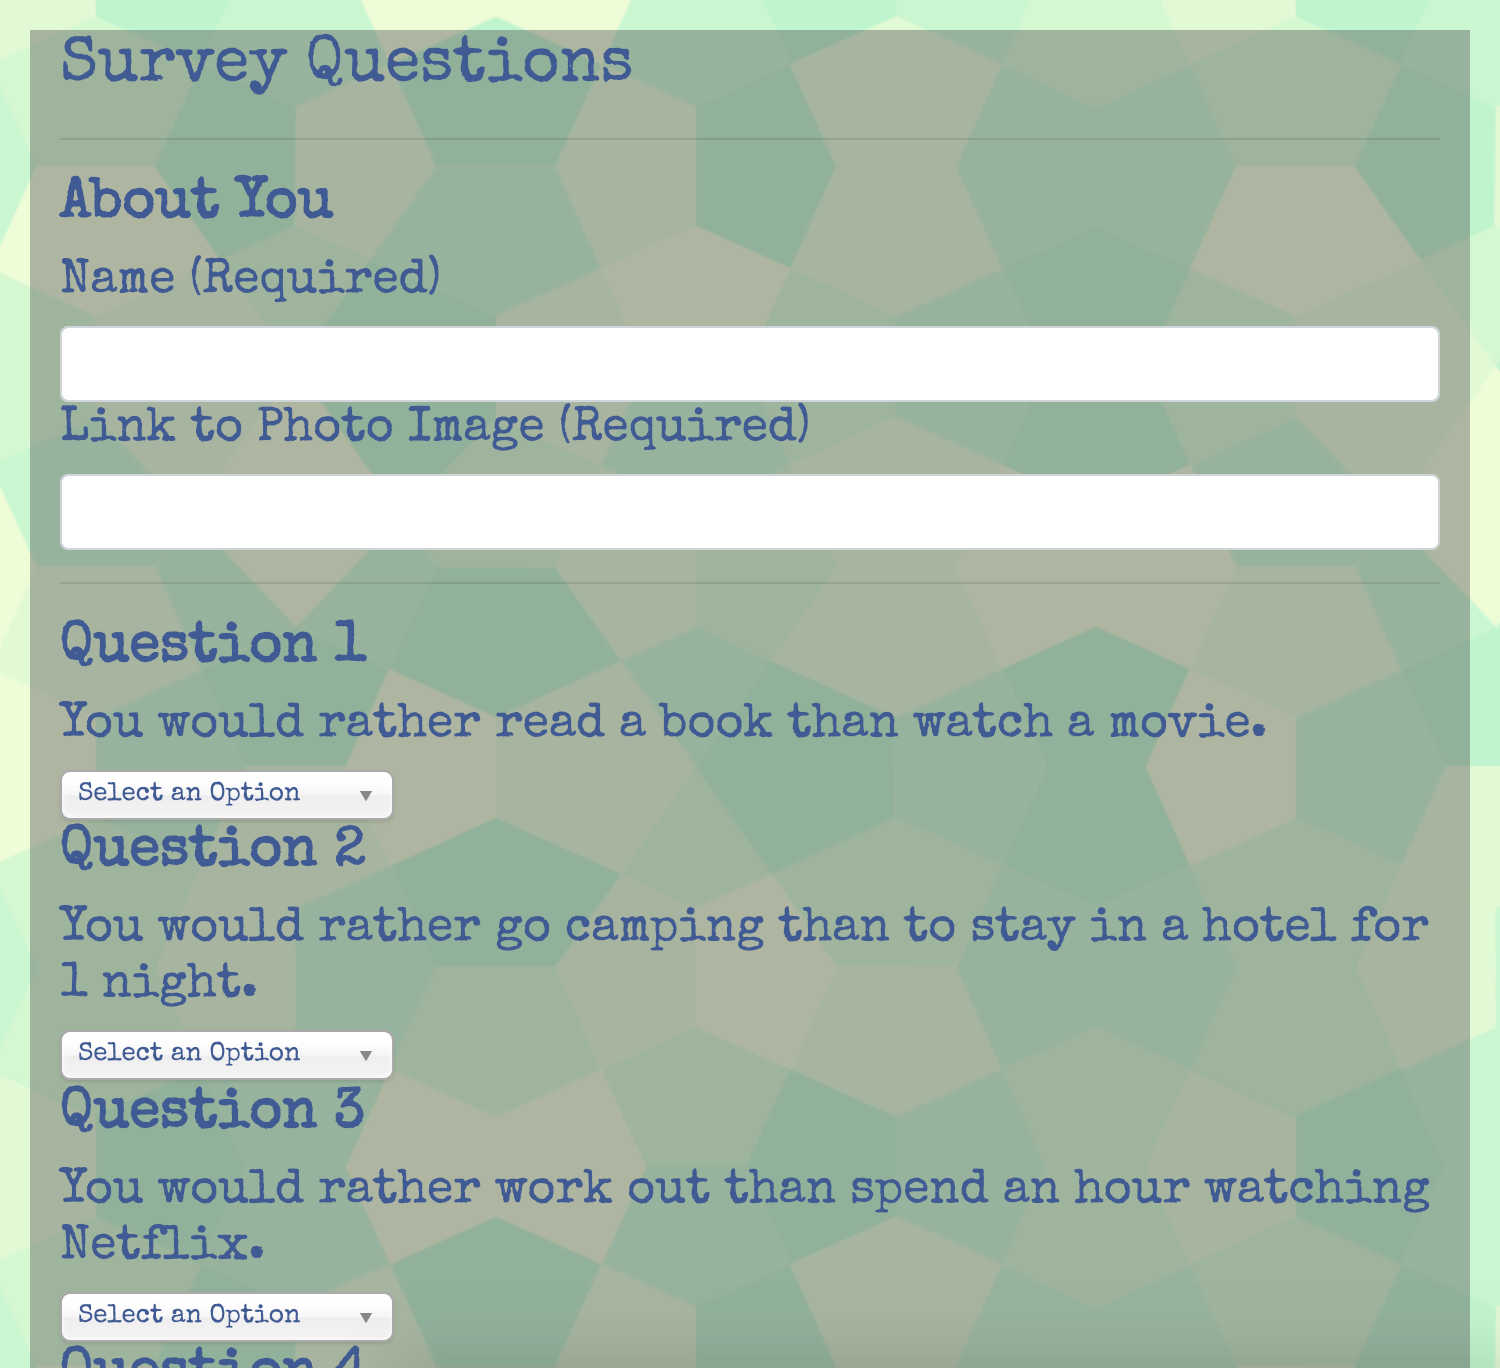 Survey Questions
About You
Name (Required)
Link to Photo Image (Required)
Question 1
You would rather read a book than watch a movie.
Select an Option
Question 2
You would rather go camping than to stay in a hotel for
1 night.
Select an Option
Question 3
You would rather work out than spend an hour watching
Netflix.
Select an Option
Question 4